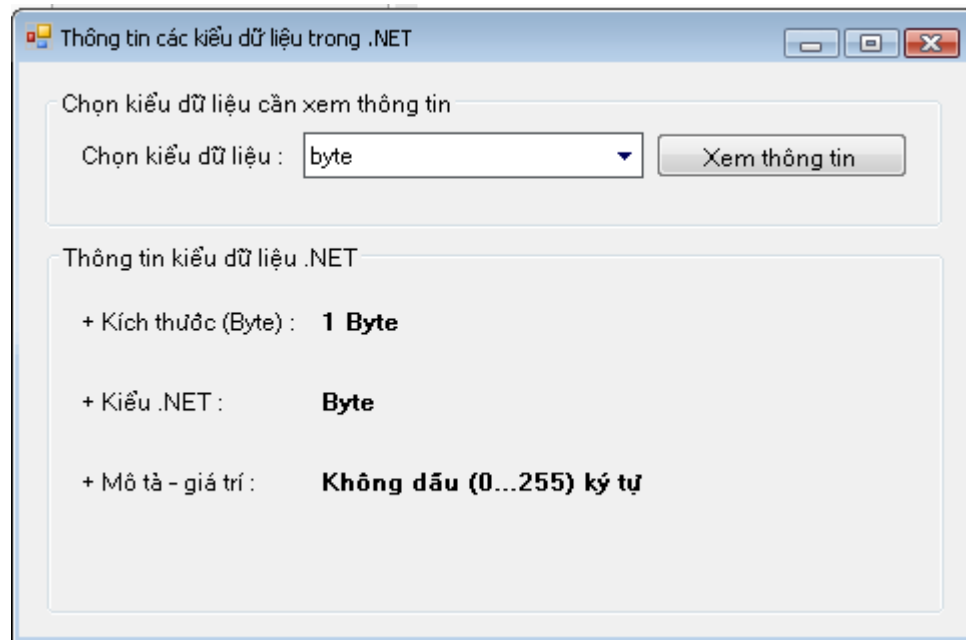 Thông tin các kiểu dữ liệu trong .NET
Chọn kiểu dữ liệu cần xem thông tin
Chọn kiểu dữ liệu : byte Xem thông tin
Thông tin kiểu dữ liệu .NET
+ Kích thước (Byte) : 1 Byte
+ Kiểu .NET : Byte
+ Mô tả - giá trí : Không dấu (0...255) ký tự